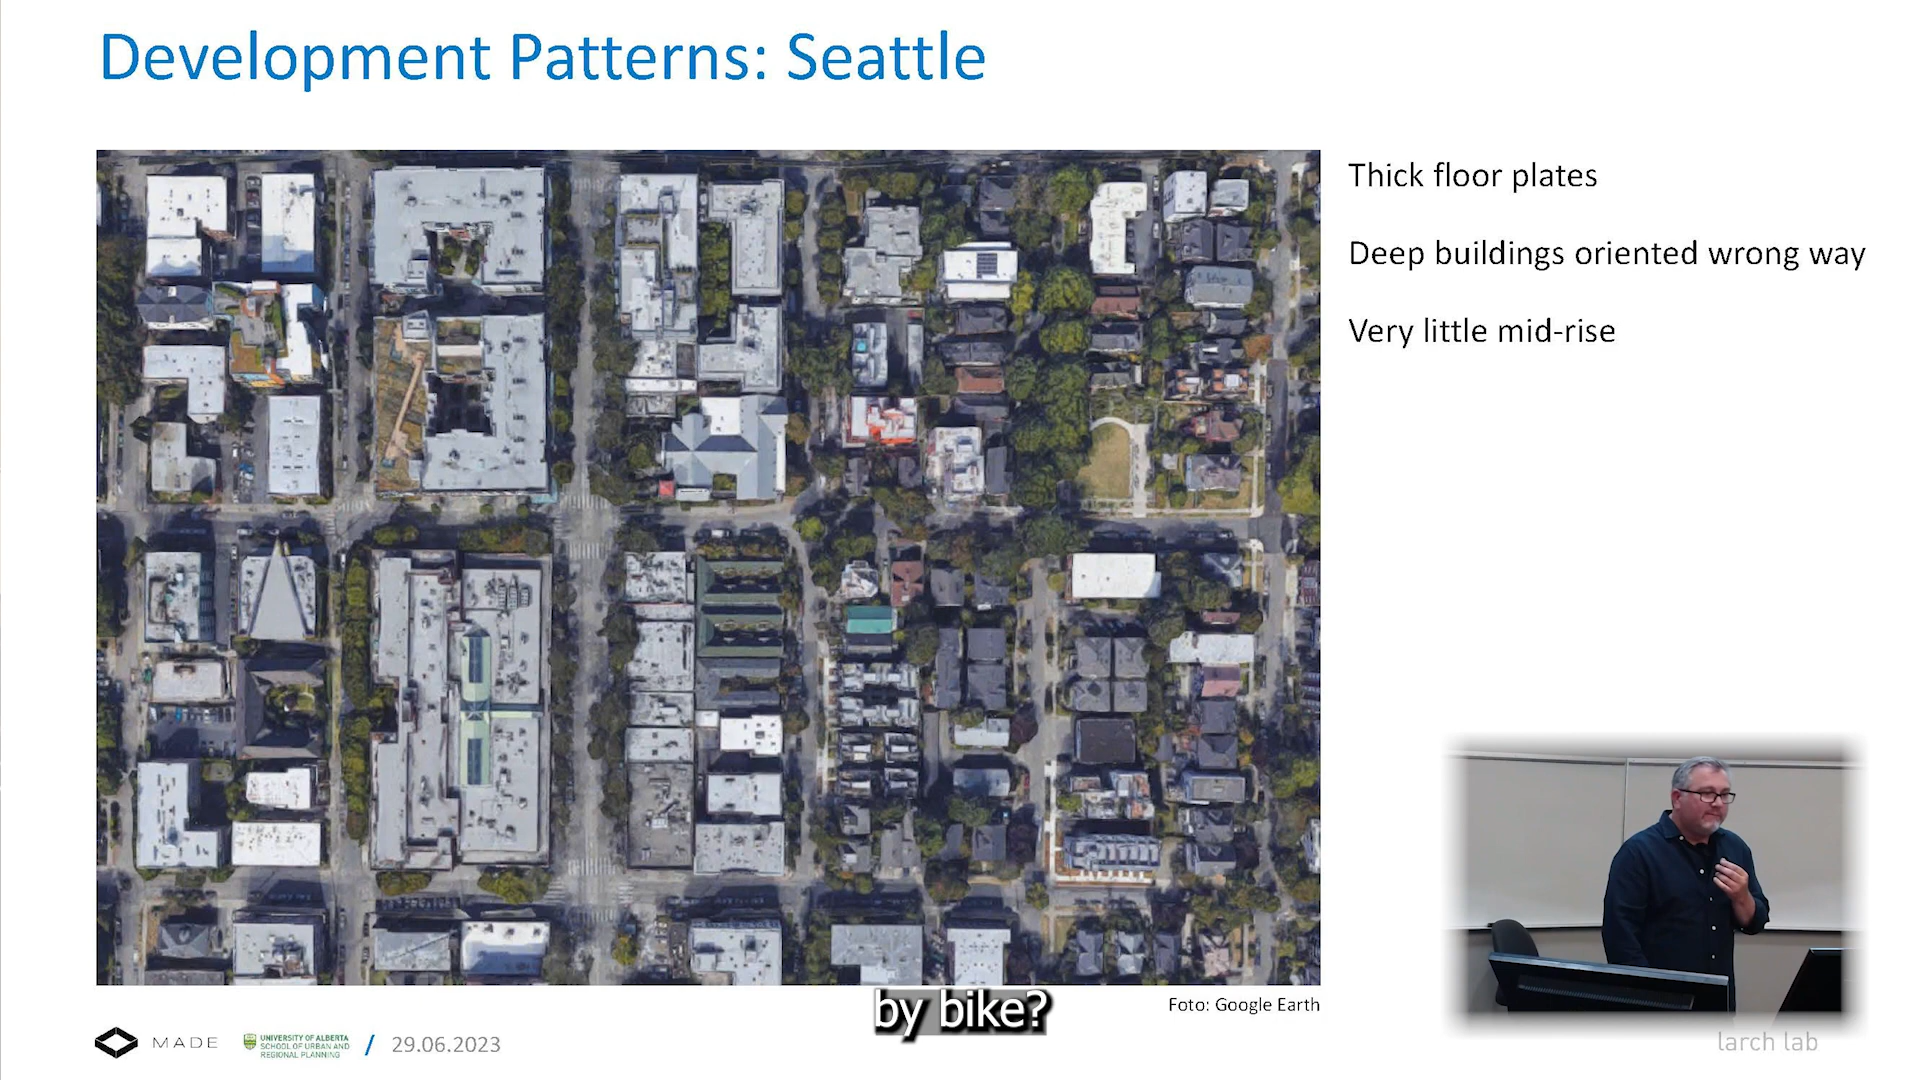 Development Patterns: Seattle
Thick floor plates
Deep buildings oriented wrong way
Very little mid-rise
by bike?
Foto: Google Earth
MADE
UNIVERSITY OF ALBERTA
SCHOOL OF URBAN AND
REGIONAL PLANNING
/ 29.06.2023
larch lab